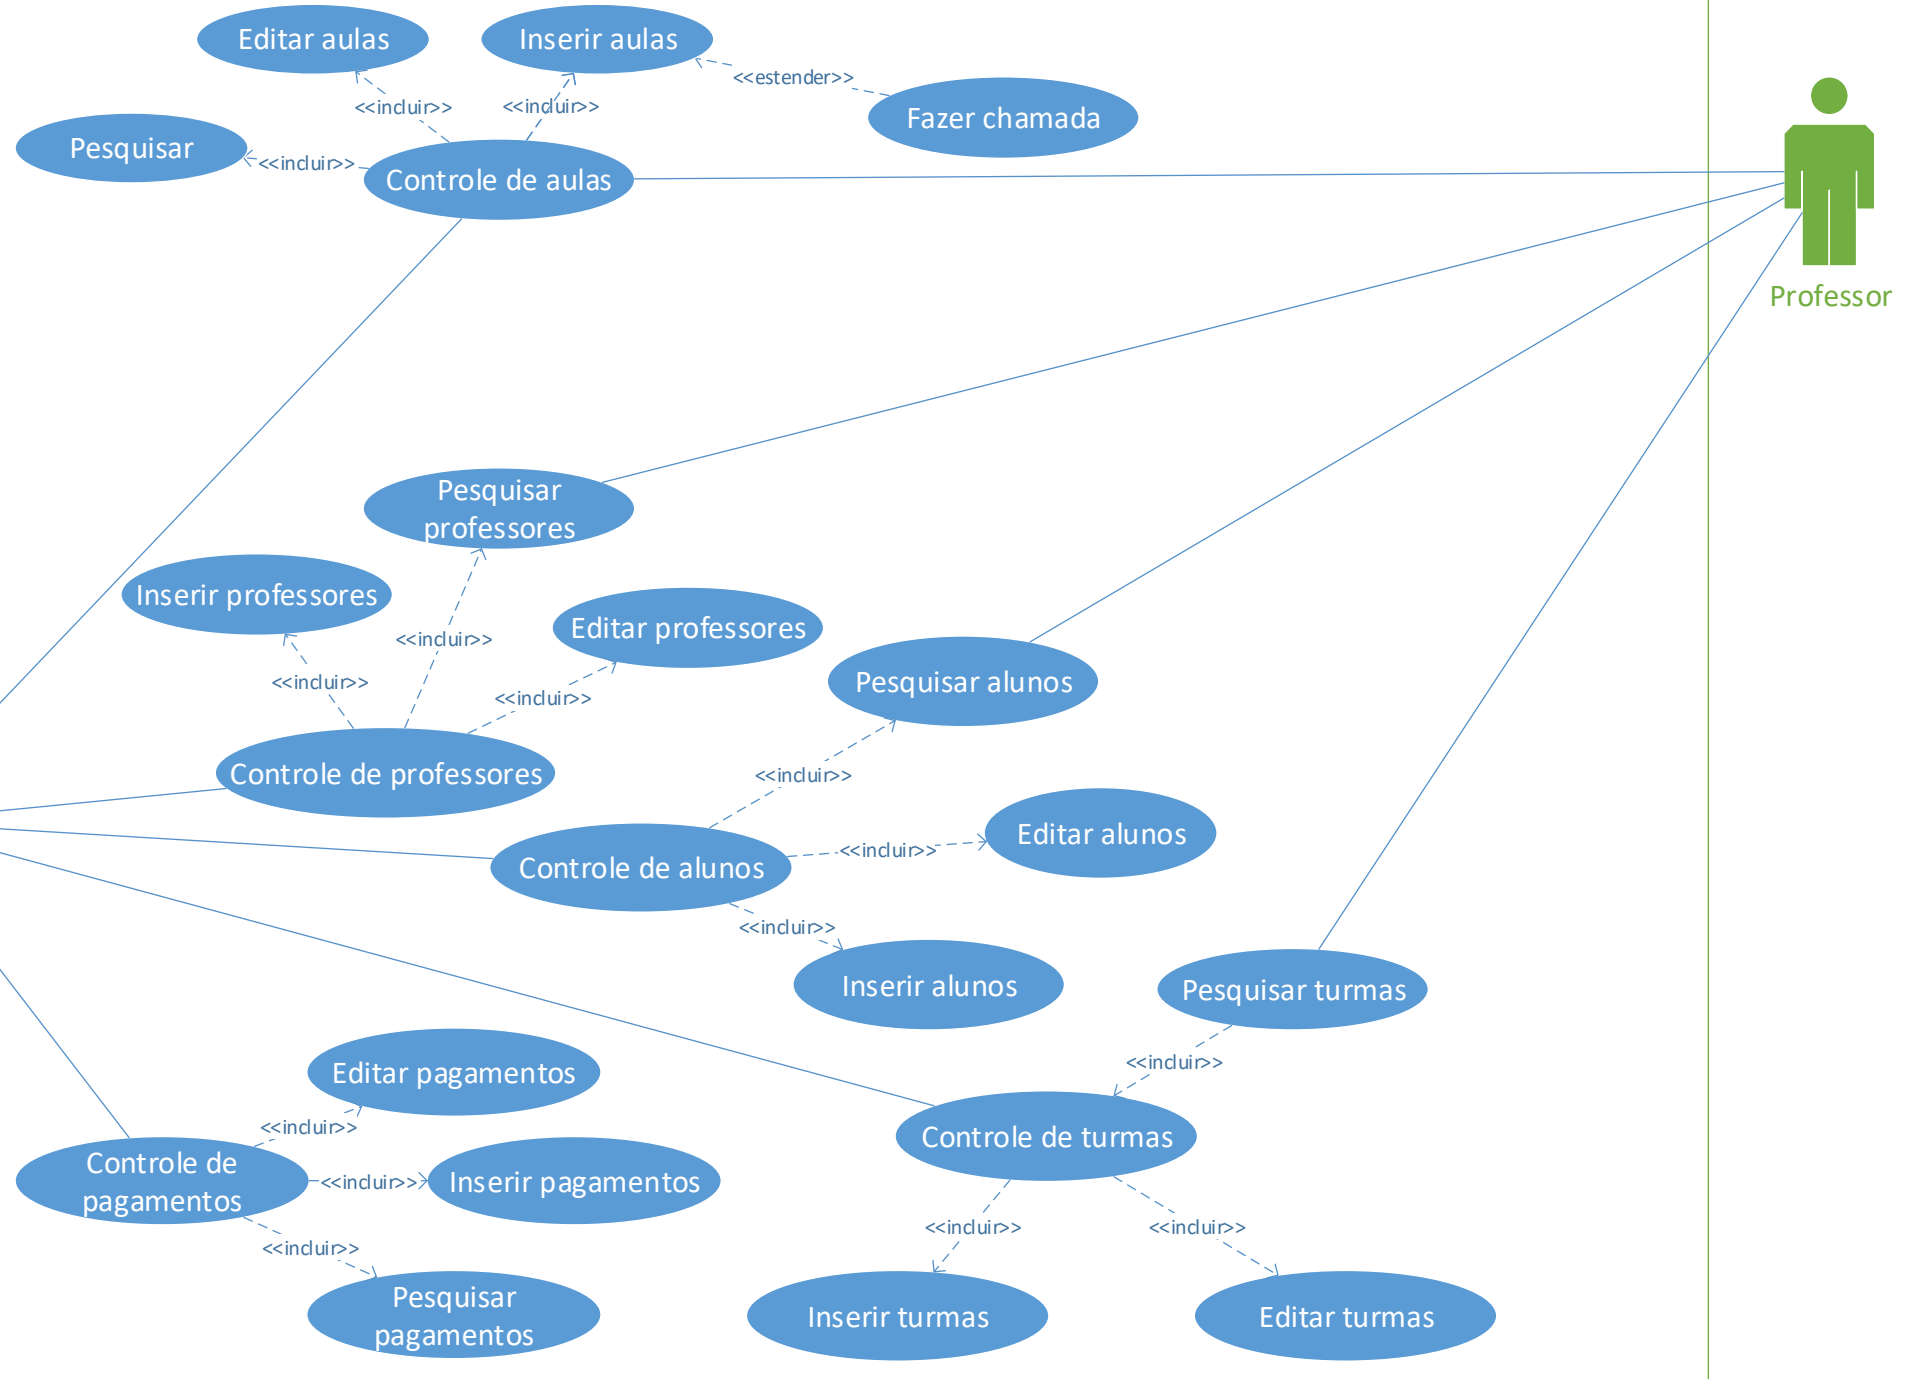 Editar aulas
Inserir aulas
<<estender>>
<<incluir>>
<<incluir>>
Fazer chamada
Pesquisar
<<incluir>>
Controle de aulas
Professor
Pesquisar
professores
Inserir professores
Editar professores
<<incluir>>
Pesquisar alunos
<<incluir>>
<<incluir>>
Controle de professores
<<incluir>>
Editar alunos
<<incluir>>
Controle de alunos
<<incluir>>
Inserir alunos
Pesquisar turmas
<<incluir>>
Editar pagamentos
<<incluir>>
Controle de turmas
Controle de
pagamentos
<<incluir>>
Inserir pagamentos
<<incluir>>
<<incluir>>
<<incluir>>
Pesquisar
pagamentos
Inserir turmas
Editar turmas